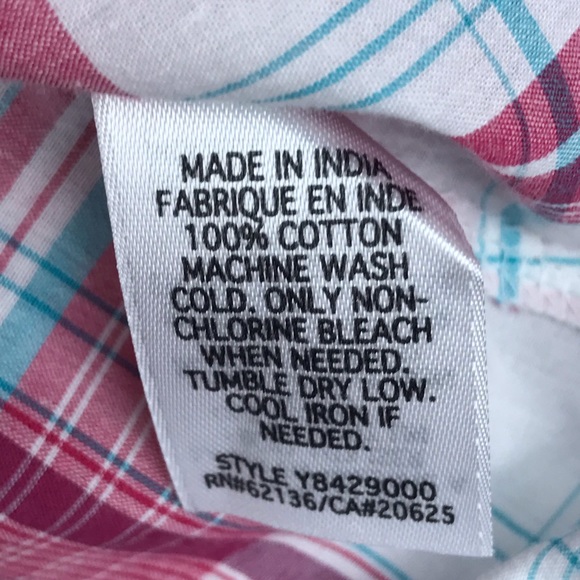 MADE IN INDIA
FABRIQUE EN INDE
100% COTTON
MACHINE WASH
COLD. ONLY NON-
CHLORINE BLEACH
WHEN NEEDED.
TUMBLE DRY LOW.
COOL IRON IF
NEEDED.
STYLE Y8429000
RN#62136/CA#20625